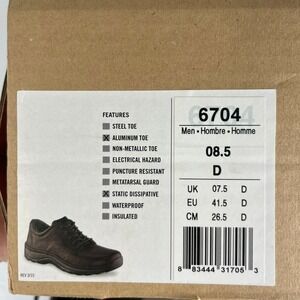 FEATURES
STEEL TOE
ALUMINUM TOE
NON-METALLIC TOE
ELECTRICAL HAZARD
PUNCTURE RESISTANT
METATARSAL GUARD
STATIC DISSIPATIVE
WATERPROOF
INSULATED
6704
Men • Hombre • Homme
08.5
D
UK 07.5 D
EU 41.5 D
CM 26.5 D
8 83444 31705 3